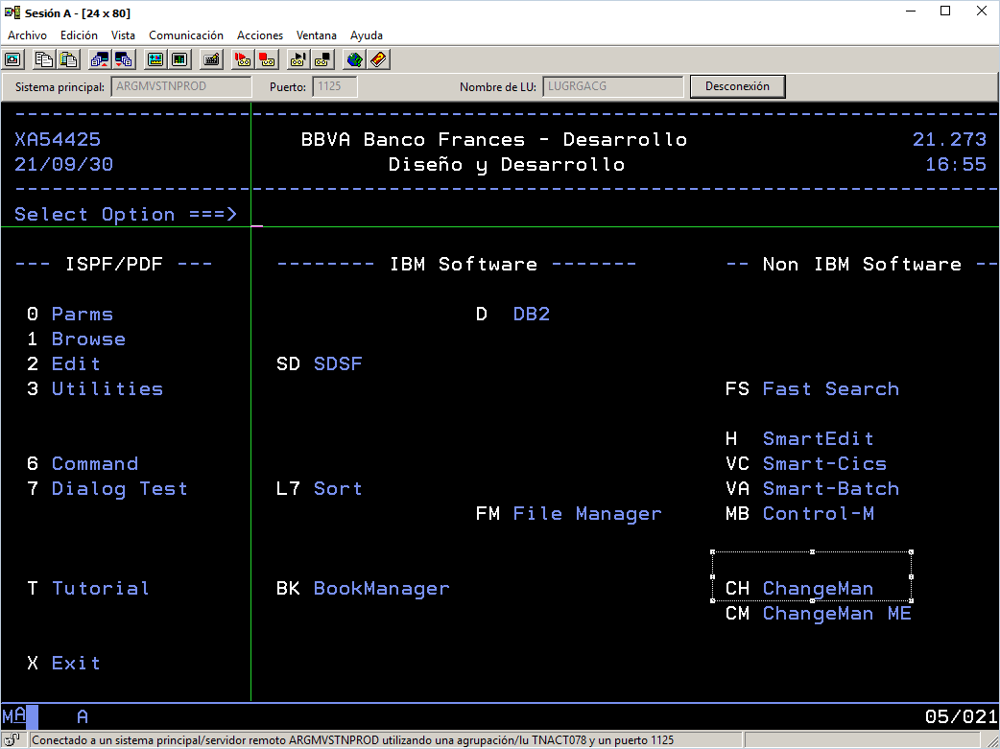 Sesión A - [24 x 80]
Archivo Edición Vista Comunicación Acciones Ventana Ayuda
Sistema principal: ARGMVSTNPROD Puerto: 1125 Nombre de LU: LUGRGACG Desconexión
XA54425 BBVA Banco Frances - Desarrollo 21.273
21/09/30 Diseño y Desarrollo 16:55
Select Option ===>
--- ISPF/PDF --- -------- IBM Software ------- -- Non IBM Software --
0 Parms D DB2
1 Browse
2 Edit SD SDSF
3 Utilities FS Fast Search
H SmartEdit
6 Command VC Smart-Cics
7 Dialog Test L7 Sort VA Smart-Batch
FM File Manager MB Control-M
T Tutorial BK BookManager CH ChangeMan
CM ChangeMan ME
X Exit
MA A 05/021
Conectado a un sistema principal/servidor remoto ARGMVSTNPROD utilizando una agrupación/lu TNACT078 y un puerto 1125